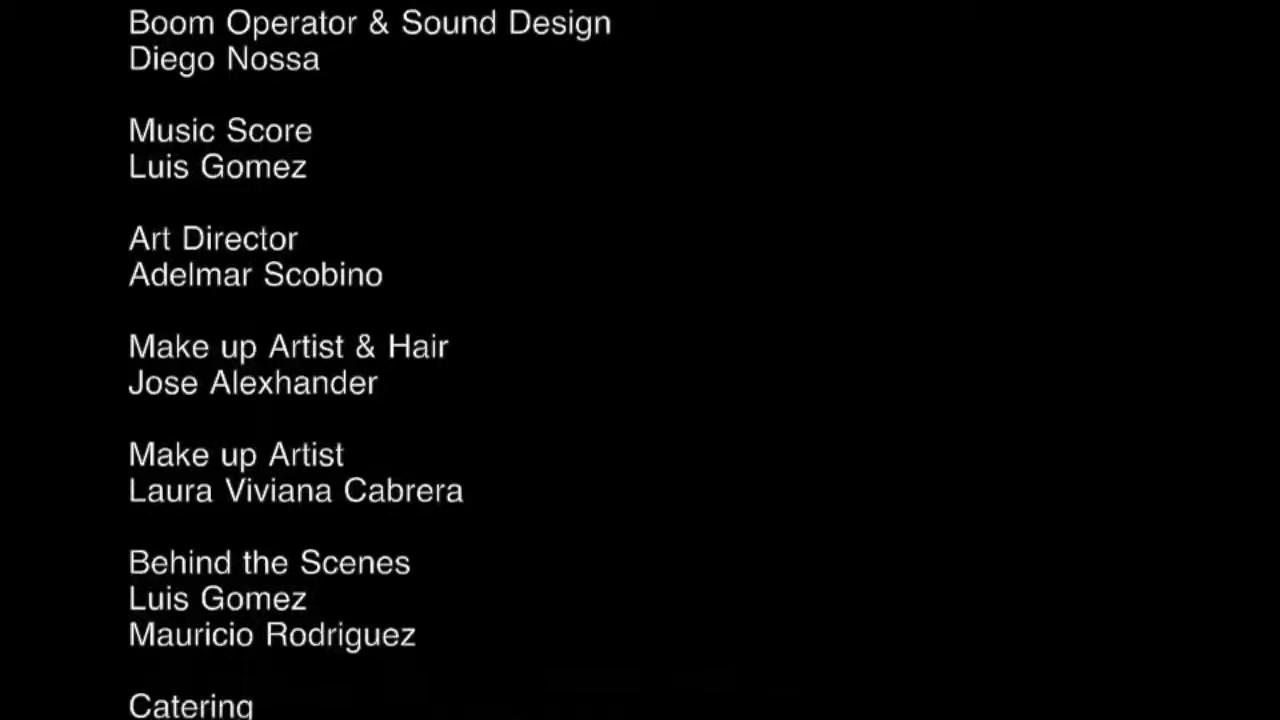 Boom Operator & Sound Design
Diego Nossa
Music Score
Luis Gomez
Art Director
Adelmar Scobino
Make up Artist & Hair
Jose Alexhander
Make up Artist
Laura Viviana Cabrera
Behind the Scenes
Luis Gomez
Mauricio Rodriguez
Catering